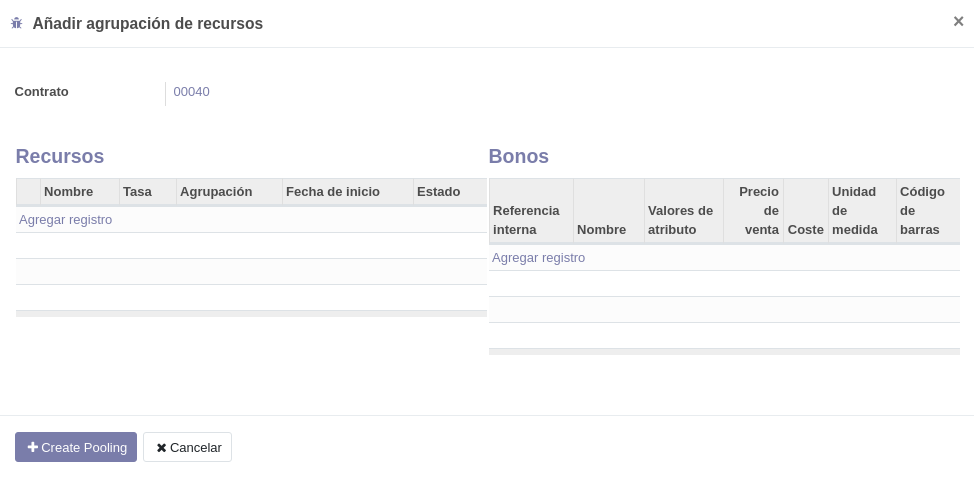 Añadir agrupación de recursos
×
Contrato 00040
Recursos
Nombre Tasa Agrupación Fecha de inicio Estado
Agregar registro
Bonos
Referencia interna Nombre Valores de atributo Precio de venta Coste Unidad de medida Código de barras
Agregar registro
Create Pooling Cancelar